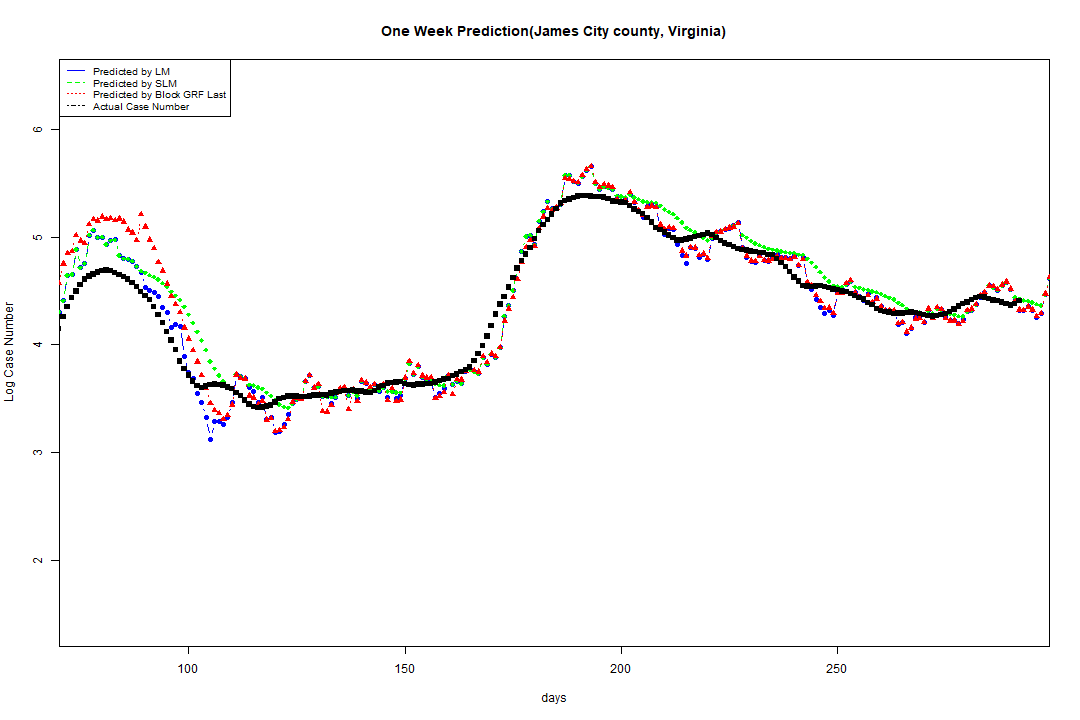 One Week Prediction(James City county, Virginia)
Predicted by LM
Predicted by SLM
Predicted by Block GRF Last
Actual Case Number
6
5
4
3
2
Log Case Number
100
150
200
250
days